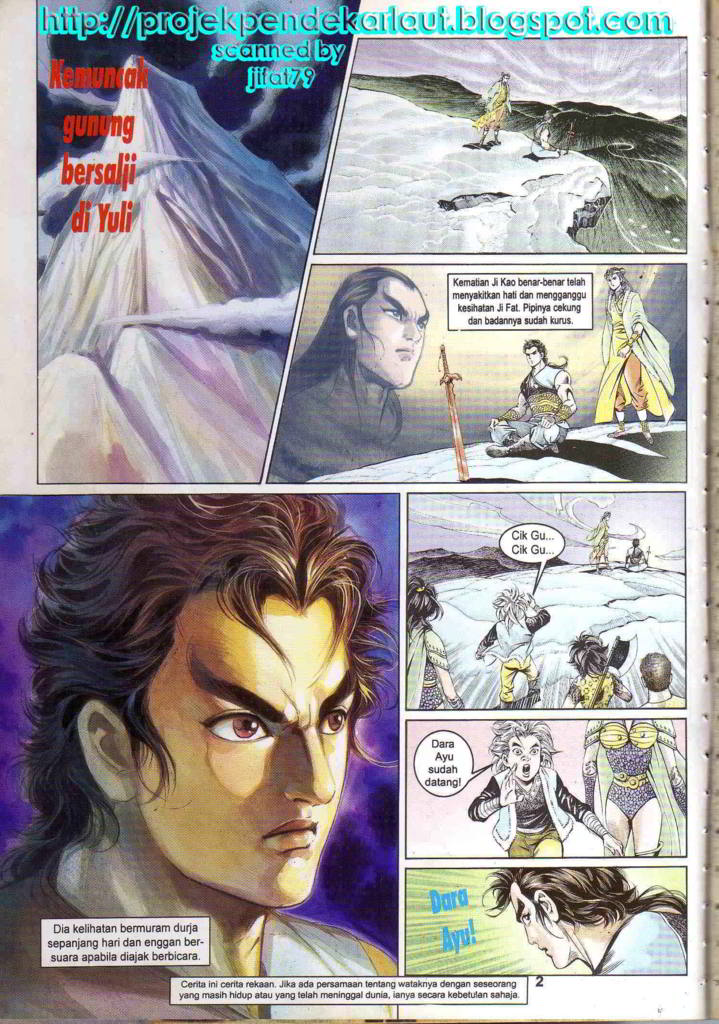 http://projekpendekarlaut.blogspot.com
scanned by
jifat79
Kemuncak
gunung
bersalji
di Yuli
Kematian Ji Kao benar-benar telah
menyakitkan hati dan mengganggu
kesihatan Ji Fat. Pipinya cekung
dan badannya sudah kurus.
Cik Gu...
Cik Gu...
Dara
Ayu
sudah
datang!
Dara
Ayu!
Dia kelihatan bermuram durja
sepanjang hari dan enggan ber-
suara apabila diajak berbicara.
Cerita ini cerita rekaan. Jika ada persamaan tentang wataknya dengan seseorang
yang masih hidup atau yang telah meninggal dunia, ianya secara kebetulan sahaja.
2